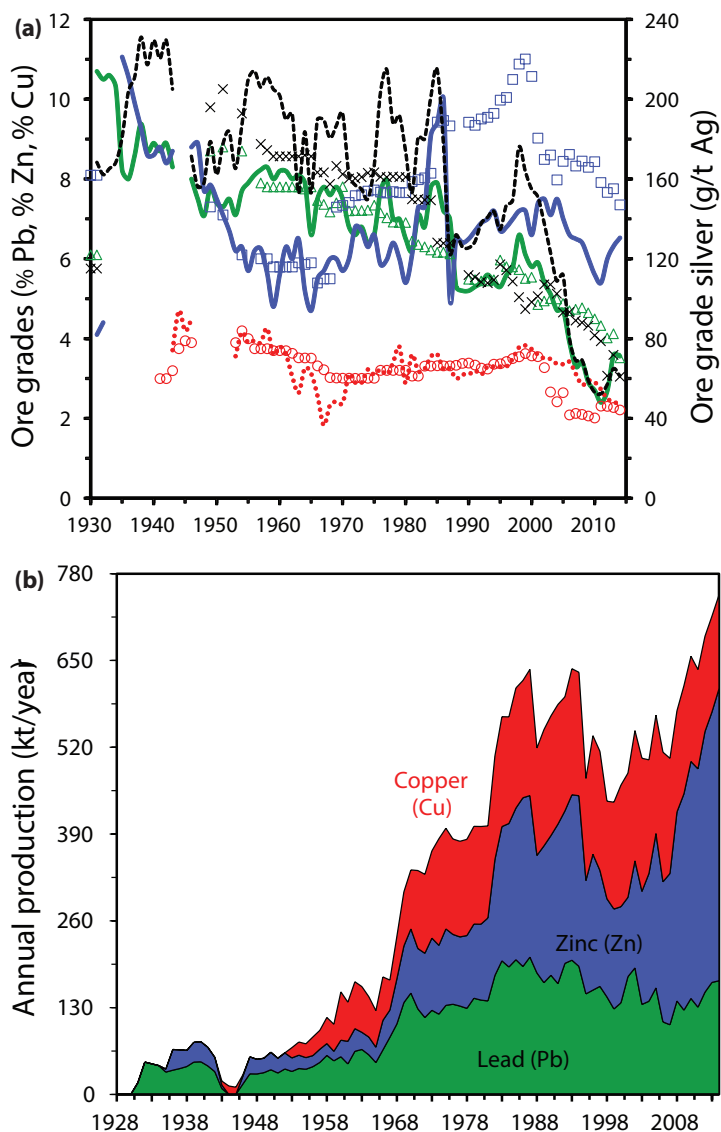 (a)
12
10
8
6
4
2
0
Ore grades (% Pb, % Zn, % Cu)
240
200
160
120
80
40
0
Ore grade silver (g/t Ag)
1930 1940 1950 1960 1970 1980 1990 2000 2010
(b)
780
650
520
390
260
130
0
Annual production (kt/year)
Copper
(Cu)
Zinc (Zn)
Lead (Pb)
1928 1938 1948 1958 1968 1978 1988 1998 2008